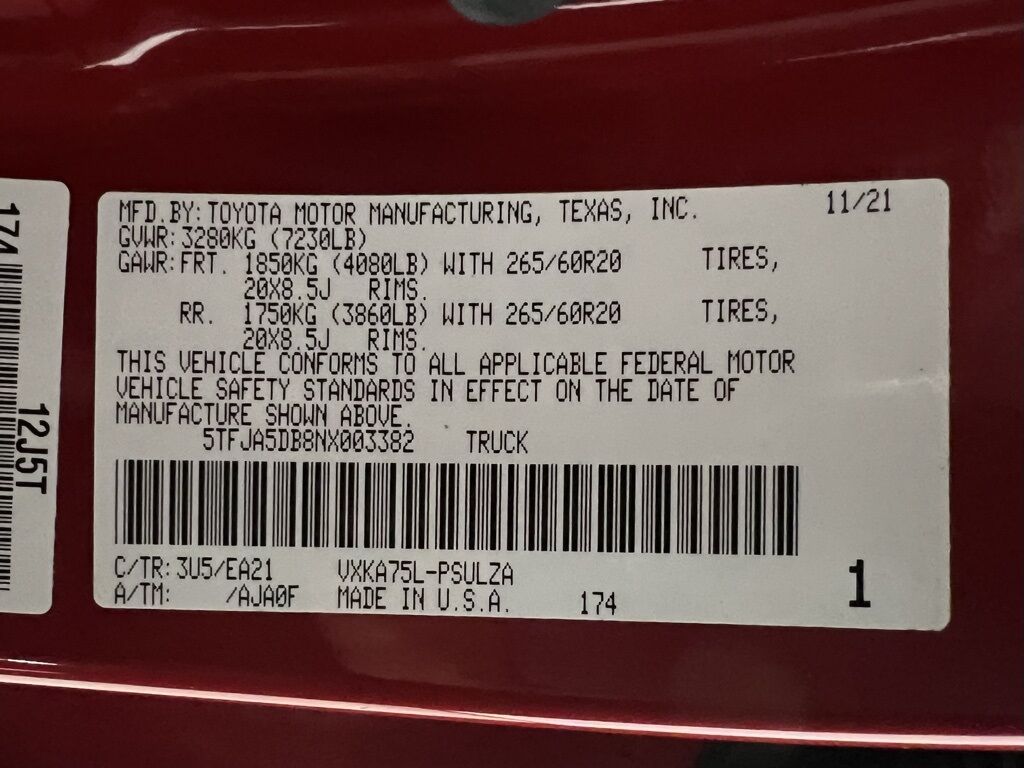 MFD.BY:TOYOTA MOTOR MANUFACTURING, TEXAS, INC. 11/21
GVWR:3280KG (7230LB)
GAWR:FRT. 1850KG (4080LB) WITH 265/60R20 TIRES,
20X8.5J RIMS.
RR. 1750KG (3860LB) WITH 265/60R20 TIRES,
20X8.5J RIMS.
THIS VEHICLE CONFORMS TO ALL APPLICABLE FEDERAL MOTOR
VEHICLE SAFETY STANDARDS IN EFFECT ON THE DATE OF
MANUFACTURE SHOWN ABOVE.
5TFJA5DB8NX003382 TRUCK
C/TR:3U5/EA21 VXKA75L-PSULZA
A/TM: /AJA0F MADE IN U.S.A. 174
1
174
12J5T